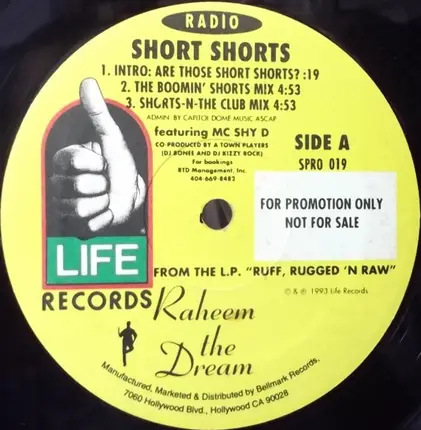 RADIO
SHORT SHORTS
1. INTRO: ARE THOSE SHORT SHORTS? :19
2. THE BOOMIN' SHORTS MIX 4:53
3. SHORTS-N-THE CLUB MIX 4:53
ADMIN BY CAPITOL DOME MUSIC ASCAP
featuring MC SHY D
CO-PRODUCED BY A TOWN PLAYERS
(DJ BONES AND DJ KIZZY ROCK)
For bookings
RTD Management, Inc.
404-669-8483
SIDE A
SPRO 019
FOR PROMOTION ONLY
NOT FOR SALE
LIFE
RECORDS
FROM THE L.P. "RUFF, RUGGED 'N RAW"
© & ℗ 1993 Life Records
Raheem
the
Dream
Manufactured, Marketed & Distributed by Bellmark Records,
7060 Hollywood Blvd., Hollywood CA 90028